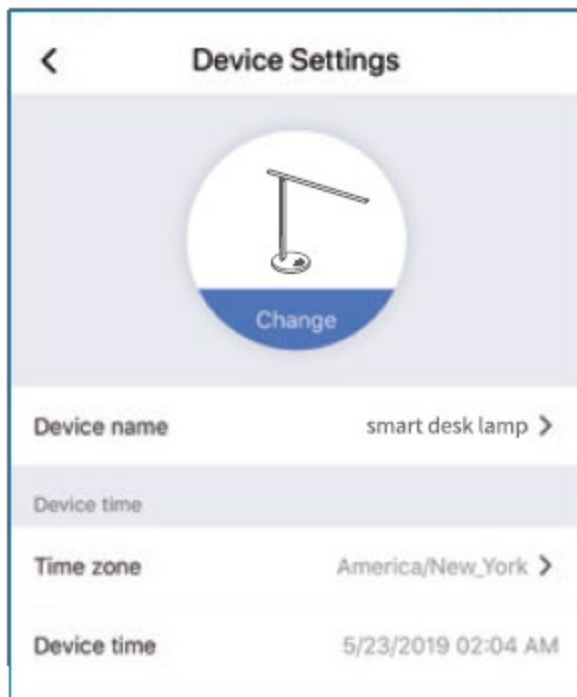 Device Settings
Change
Device name smart desk lamp
Device time
Time zone America/New_York
Device time 5/23/2019 02:04 AM